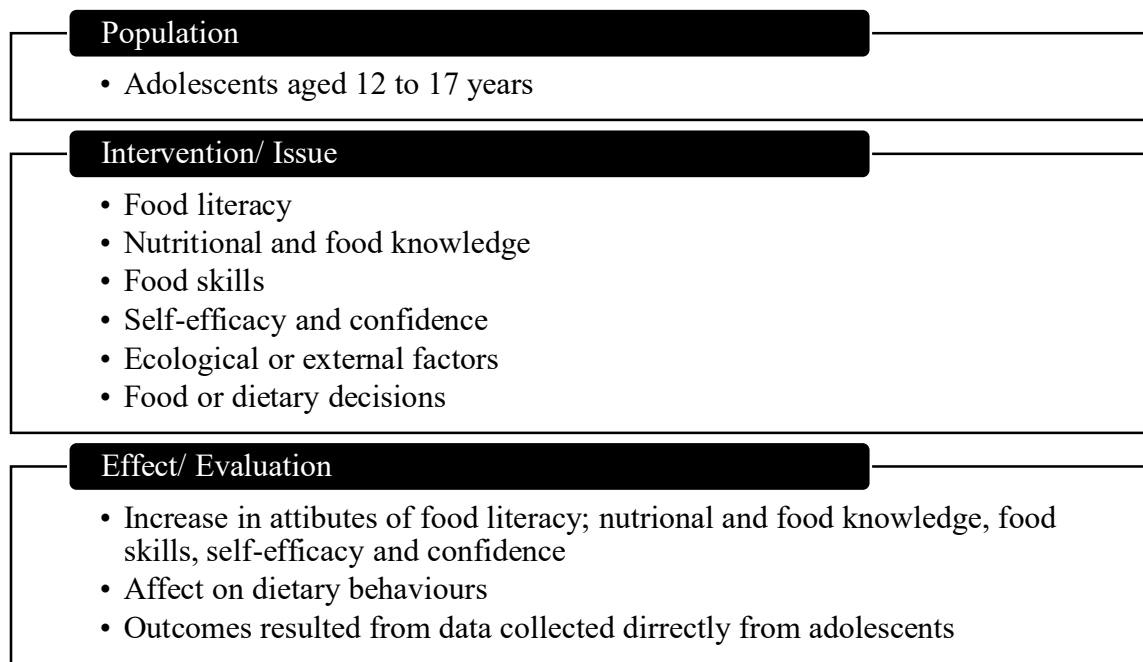 Population
• Adolescents aged 12 to 17 years
Intervention/ Issue
• Food literacy
• Nutritional and food knowledge
• Food skills
• Self-efficacy and confidence
• Ecological or external factors
• Food or dietary decisions
Effect/ Evaluation
• Increase in attibutes of food literacy; nutrional and food knowledge, food
skills, self-efficacy and confidence
• Affect on dietary behaviours
• Outcomes resulted from data collected dirrectly from adolescents